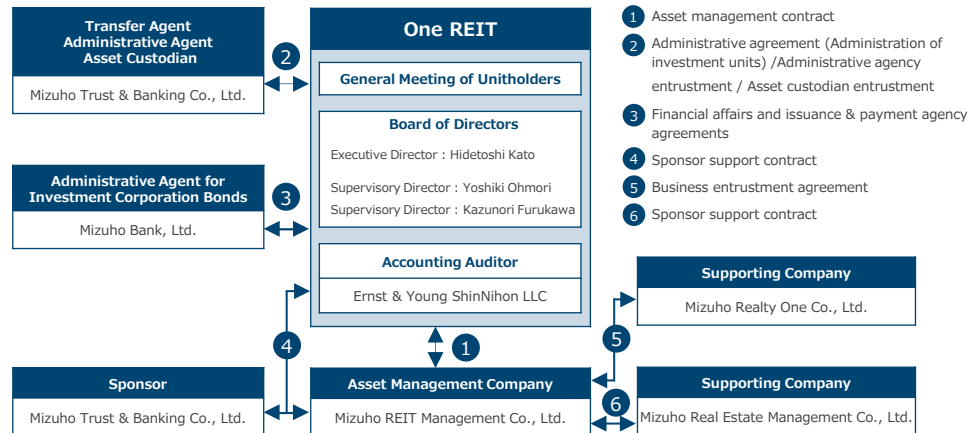 Transfer Agent
Administrative Agent
Asset Custodian
Mizuho Trust & Banking Co., Ltd.
2
Administrative Agent for
Investment Corporation Bonds
Mizuho Bank, Ltd.
3
One REIT
General Meeting of Unitholders
Board of Directors
Executive Director : Hidetoshi Kato
Supervisory Director : Yoshiki Ohmori
Supervisory Director : Kazunori Furukawa
Accounting Auditor
Ernst & Young ShinNihon LLC
1 Asset management contract
2 Administrative agreement (Administration of
investment units) /Administrative agency
entrustment / Asset custodian entrustment
3 Financial affairs and issuance & payment agency
agreements
4 Sponsor support contract
5 Business entrustment agreement
6 Sponsor support contract
Supporting Company
Mizuho Realty One Co., Ltd.
4
1
5
Sponsor
Mizuho Trust & Banking Co., Ltd.
Asset Management Company
Mizuho REIT Management Co., Ltd.
6
Supporting Company
Mizuho Real Estate Management Co., Ltd.